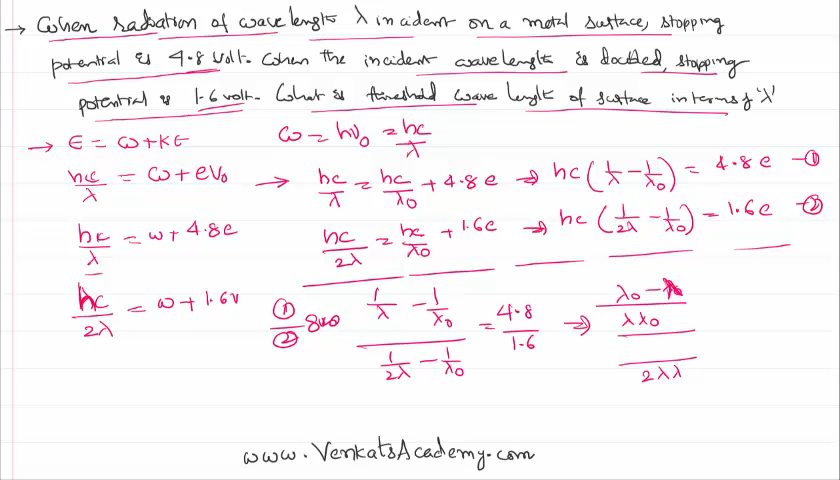 → When radiation of wavelength λ incident on a metal surface, stopping
potential is 4.8 volt. When the incident wavelength is doubled, stopping
potential is 1.6 volt. What is threshold wavelength of surface in terms of 'λ'
→ E = ω + KE ω = hν₀ = hc/λ
hc/λ = ω + eV₀ → hc/λ = hc/λ₀ + 4.8e ⇒ hc(1/λ − 1/λ₀) = 4.8e —①
hc/λ = ω + 4.8e hc/2λ = hc/λ₀ + 1.6e ⇒ hc(1/2λ − 1/λ₀) = 1.6e —②
hc/2λ = ω + 1.6v
①/② (1/λ − 1/λ₀)/(1/2λ − 1/λ₀) = 4.8/1.6 ⇒ λ₀ − λ / λλ₀ / 2λλ
www.VenkatsAcademy.com